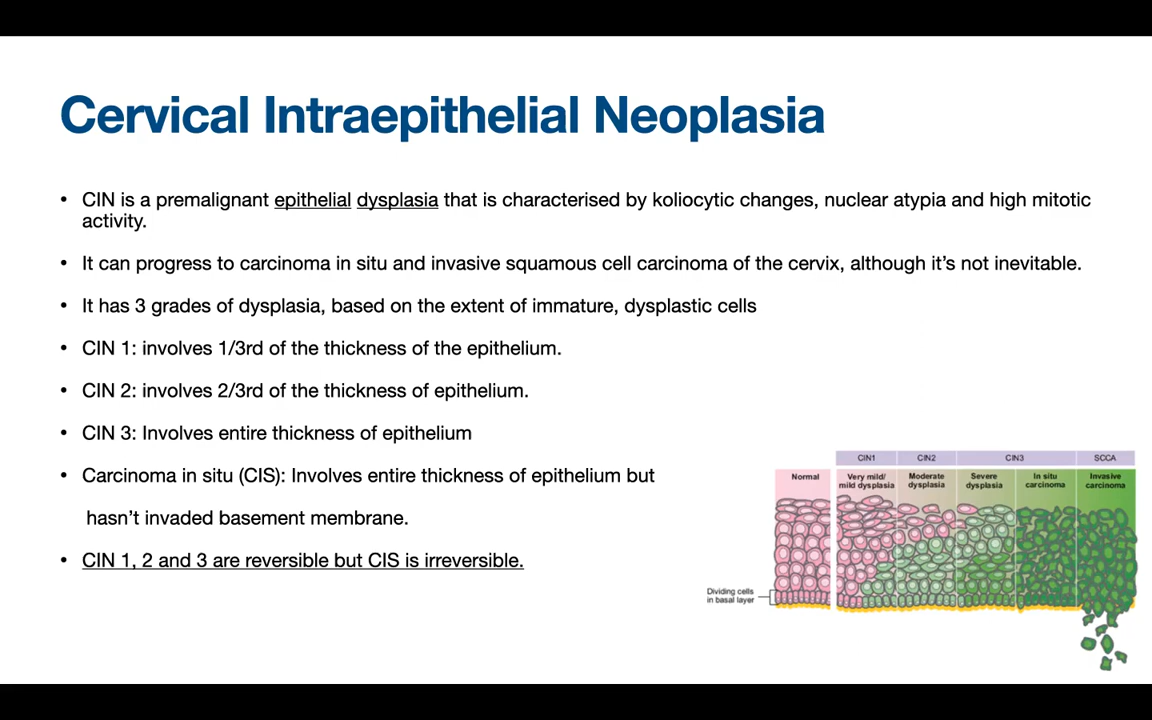 Cervical Intraepithelial Neoplasia
• CIN is a premalignant epithelial dysplasia that is characterised by koliocytic changes, nuclear atypia and high mitotic
activity.
• It can progress to carcinoma in situ and invasive squamous cell carcinoma of the cervix, although it’s not inevitable.
• It has 3 grades of dysplasia, based on the extent of immature, dysplastic cells
• CIN 1: involves 1/3rd of the thickness of the epithelium.
• CIN 2: involves 2/3rd of the thickness of epithelium.
• CIN 3: Involves entire thickness of epithelium
• Carcinoma in situ (CIS): Involves entire thickness of epithelium but
hasn’t invaded basement membrane.
• CIN 1, 2 and 3 are reversible but CIS is irreversible.
CIN1 CIN2 CIN3 SCCA
Normal Very mild/ Moderate Severe In situ Invasive
mild dysplasia dysplasia dysplasia carcinoma carcinoma
Dividing cells
in basal layer